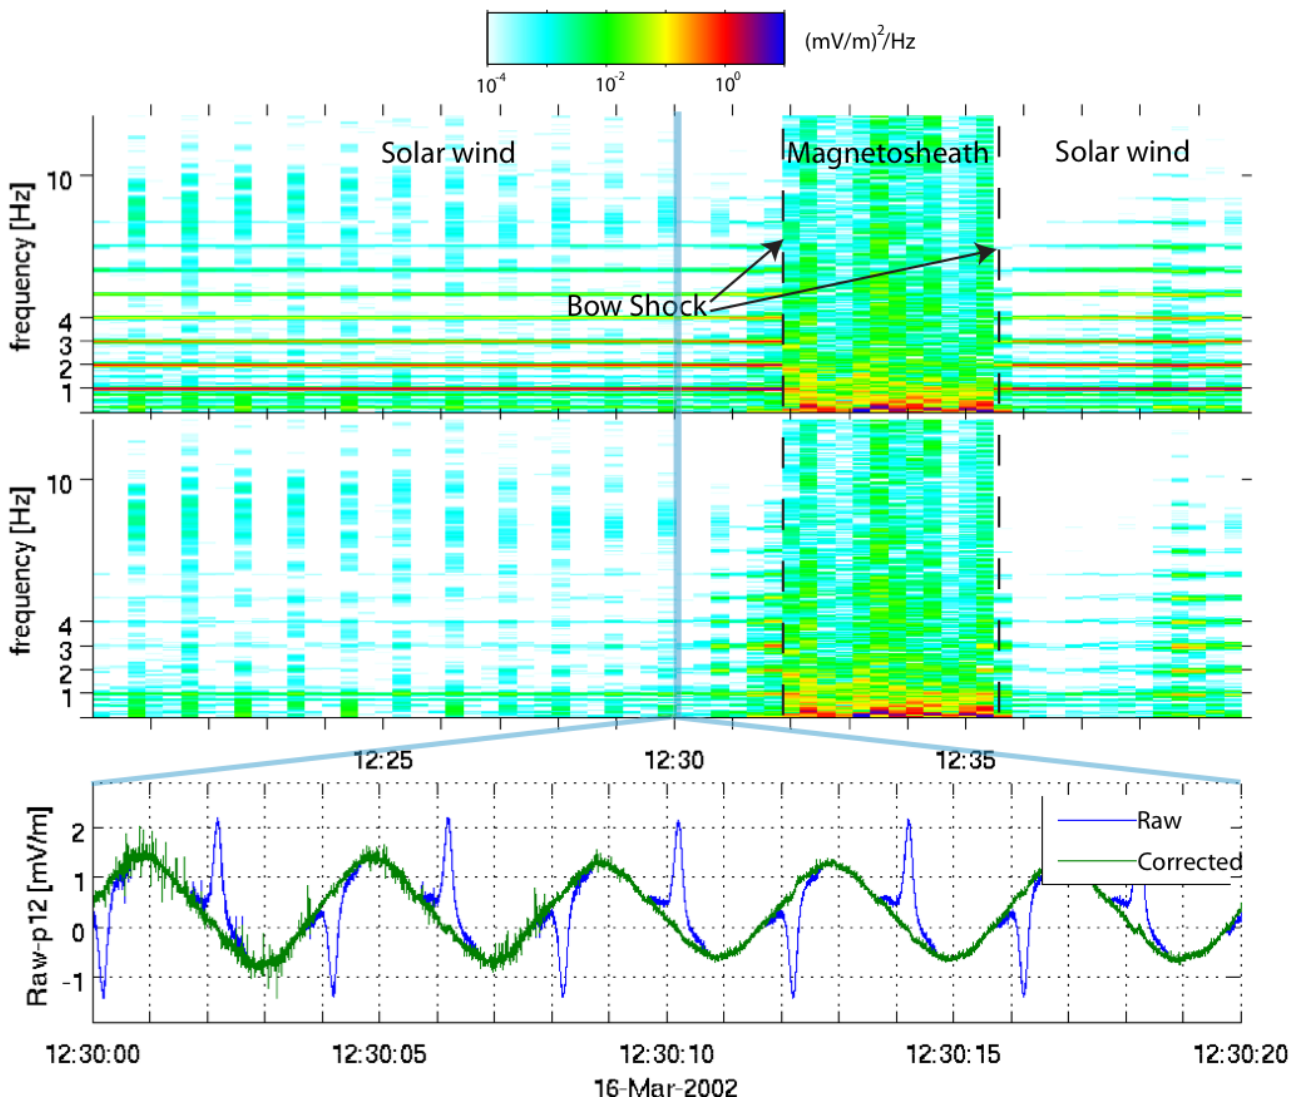 (mV/m)²/Hz
10⁻⁴ 10⁻² 10⁰
Solar wind Magnetosheath Solar wind
Bow Shock
frequency [Hz]
10
4
3
2
1
frequency [Hz]
10
4
3
2
1
12:25 12:30 12:35
Raw-p12 [mV/m]
2
1
0
-1
Raw
Corrected
12:30:00 12:30:05 12:30:10 12:30:15 12:30:20
16-Mar-2002